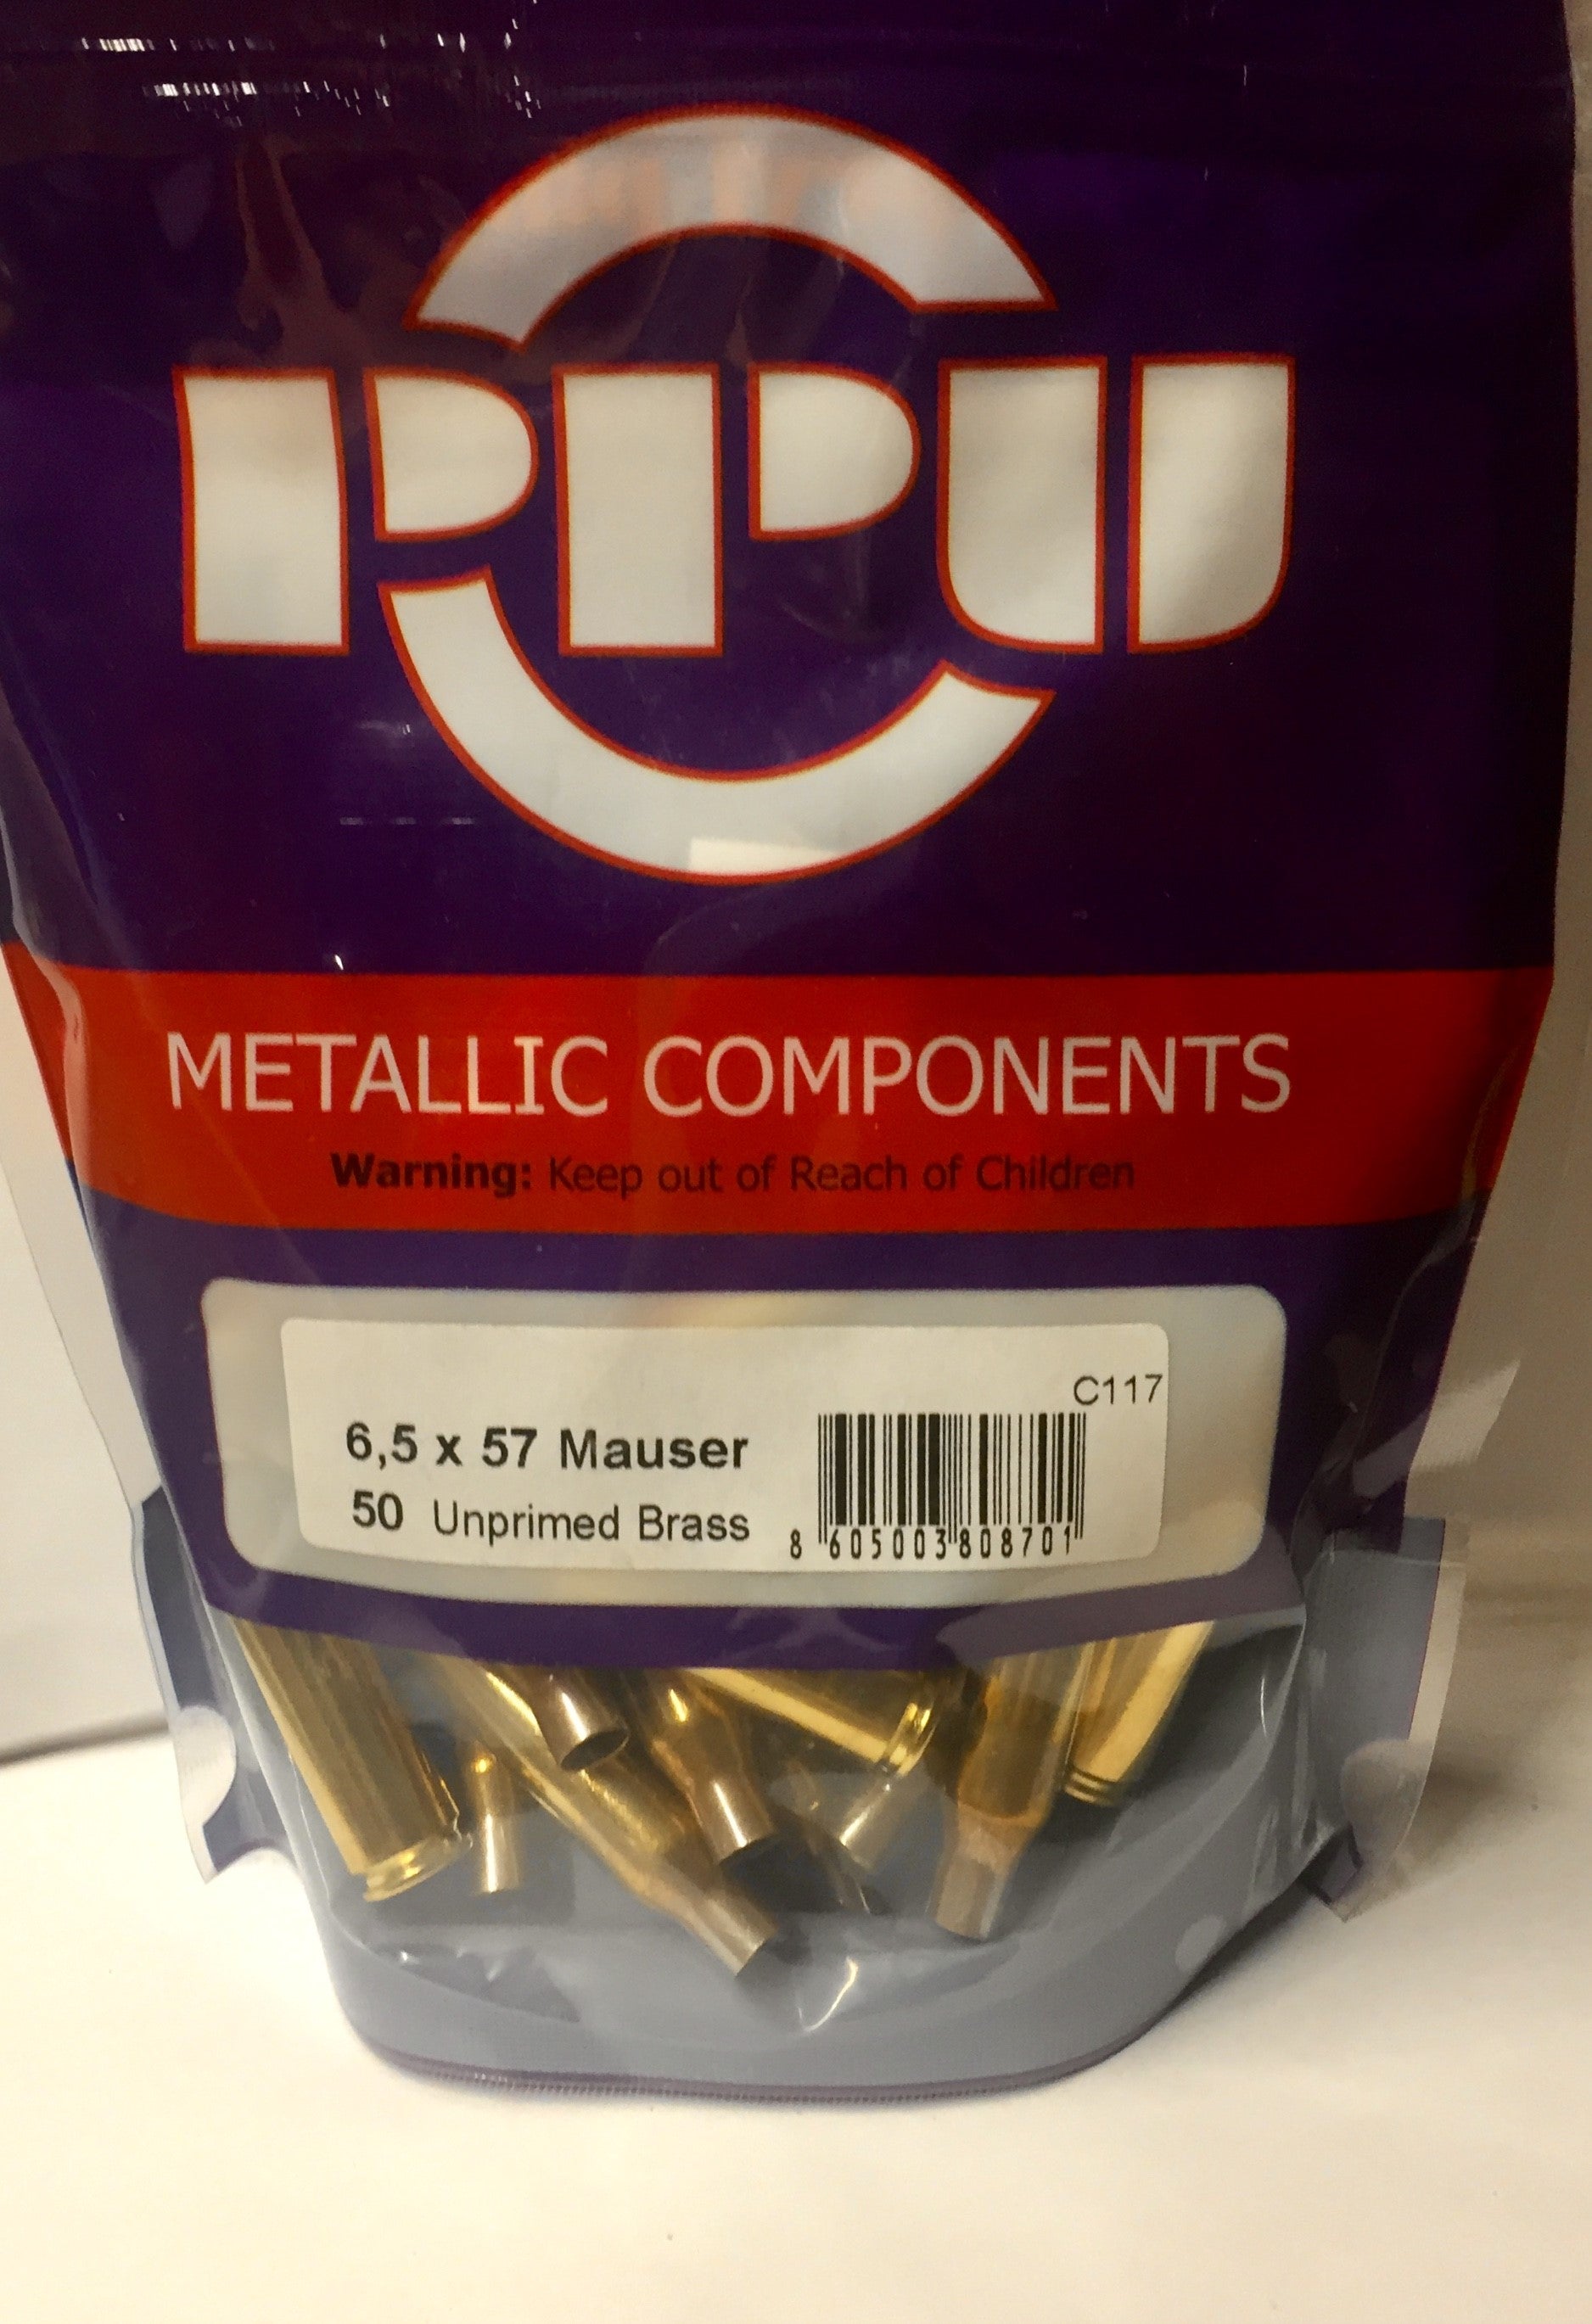 PPU
METALLIC COMPONENTS
Warning: Keep out of Reach of Children
C117
6,5 x 57 Mauser
50 Unprimed Brass
8 605003 808701